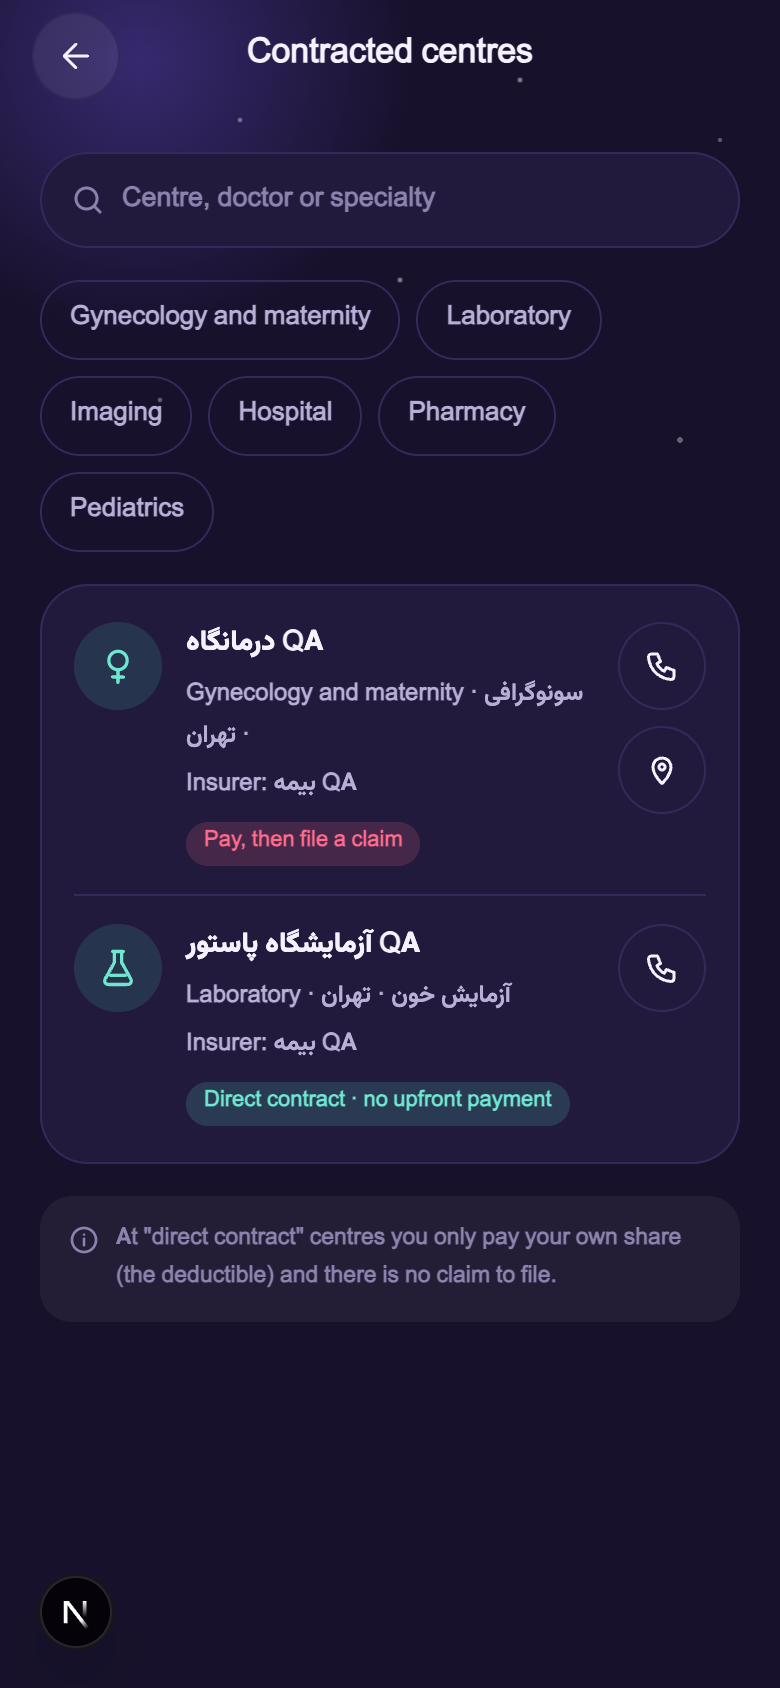 Contracted centres
Centre, doctor or specialty
Gynecology and maternity
Laboratory
Imaging
Hospital
Pharmacy
Pediatrics
درمانگاه QA
Gynecology and maternity · سونوگرافی
· تهران
Insurer: بیمه QA
Pay, then file a claim
آزمایشگاه پاستور QA
Laboratory · آزمایش خون · تهران
Insurer: بیمه QA
Direct contract · no upfront payment
At "direct contract" centres you only pay your own share
(the deductible) and there is no claim to file.
N